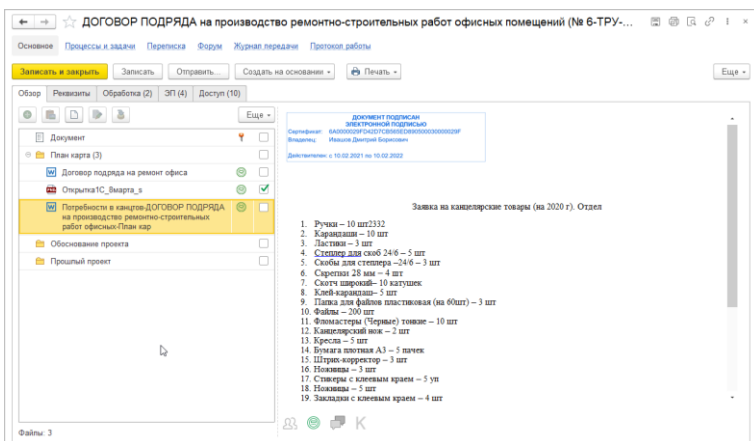 ДОГОВОР ПОДРЯДА на производство ремонтно-строительных работ офисных помещений (№ 6-ТРУ-...
Основное Процессы и задачи Переписка Форум Журнал передачи Протокол работы
Записать и закрыть Записать Отправить... Создать на основании Печать Еще
Обзор Реквизиты Обработка (2) ЭП (4) Доступ (10)
Еще
Документ
План карта (3)
Договор подряда на ремонт офиса
Открытка1С_8марта_s
Потребности в канцтов-ДОГОВОР ПОДРЯДА
на производство ремонтно-строительных
работ офисных-План кар
Обоснование проекта
Прошлый проект
Файлы: 3
ДОКУМЕНТ ПОДПИСАН
ЭЛЕКТРОННОЙ ПОДПИСЬЮ
Сертификат:
Владелец: Ивашов Дмитрий Борисович
Действителен: с 10.02.2021 по 10.02.2022
Заявка на канцелярские товары (на 2020 г). Отдел
1. Ручки – 10 шт2332
2. Карандаши – 10 шт
3. Ластики – 3 шт
4. Степлер для скоб 24/6 – 5 шт
5. Скобы для степлера –24/6 – 3 шт
6. Скрепки 28 мм – 4 шт
7. Скотч широкий– 10 катушек
8. Клей-карандаш– 5 шт
9. Папка для файлов пластиковая (на 60шт) – 3 шт
10. Файлы – 200 шт
11. Фломастеры (Черные) тонкие – 10 шт
12. Канцелярский нож – 2 шт
13. Кресла – 5 шт
14. Бумага плотная А3 – 5 пачек
15. Штрих-корректор – 3 шт
16. Ножницы – 3 шт
17. Стикеры с клеевым краем – 5 уп
18. Ножницы – 5 шт
19. Закладки с клеевым краем – 4 шт